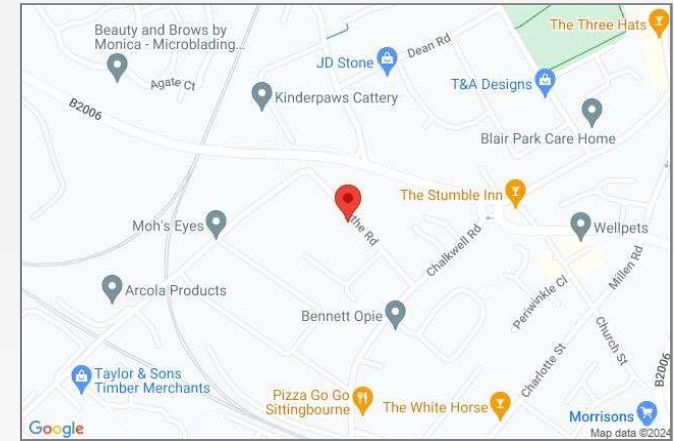 The Three Hats
Beauty and Brows by
Monica - Microblading...
Dean Rd
JD Stone
Agate Ct
T&A Designs
B2006
Kinderpaws Cattery
Blair Park Care Home
The Stumble Inn
Moh's Eyes
the Rd
Wellpets
Chalkwell Rd
Millen Rd
Arcola Products
Periwinkle Cl
Bennett Opie
Church St
Charlotte St
B2006
Taylor & Sons
Timber Merchants
Pizza Go Go
Sittingbourne
The White Horse
Morrisons
Google
Map data ©2024